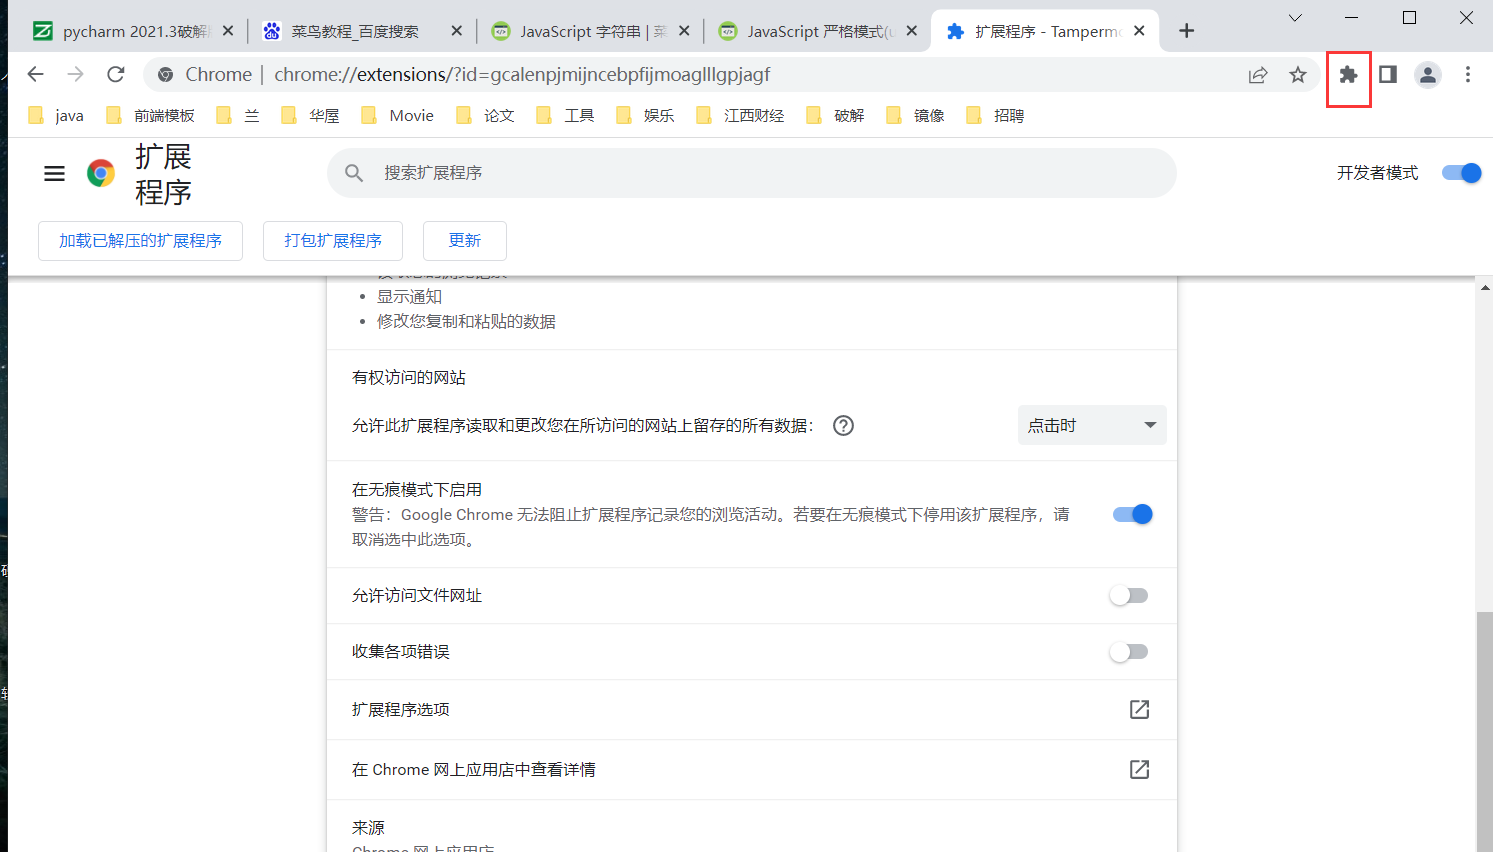 pycharm 2021.3破解
菜鸟教程_百度搜索
JavaScript 字符串 | 菜
JavaScript 严格模式(u
扩展程序 - Tamperm
Chrome | chrome://extensions/?id=gcalenpjmijncebpfijmoaglllgpjagf
java 前端模板 兰 华屋 Movie 论文 工具 娱乐 江西财经 破解 镜像 招聘
扩展
程序
搜索扩展程序
开发者模式
加载已解压的扩展程序 打包扩展程序 更新
显示通知
修改您复制和粘贴的数据
有权访问的网站
允许此扩展程序读取和更改您在所访问的网站上留存的所有数据： 点击时
在无痕模式下启用
警告：Google Chrome 无法阻止扩展程序记录您的浏览活动。若要在无痕模式下停用该扩展程序，请
取消选中此选项。
允许访问文件网址
收集各项错误
扩展程序选项
在 Chrome 网上应用店中查看详情
来源
Chrome 网上应用店